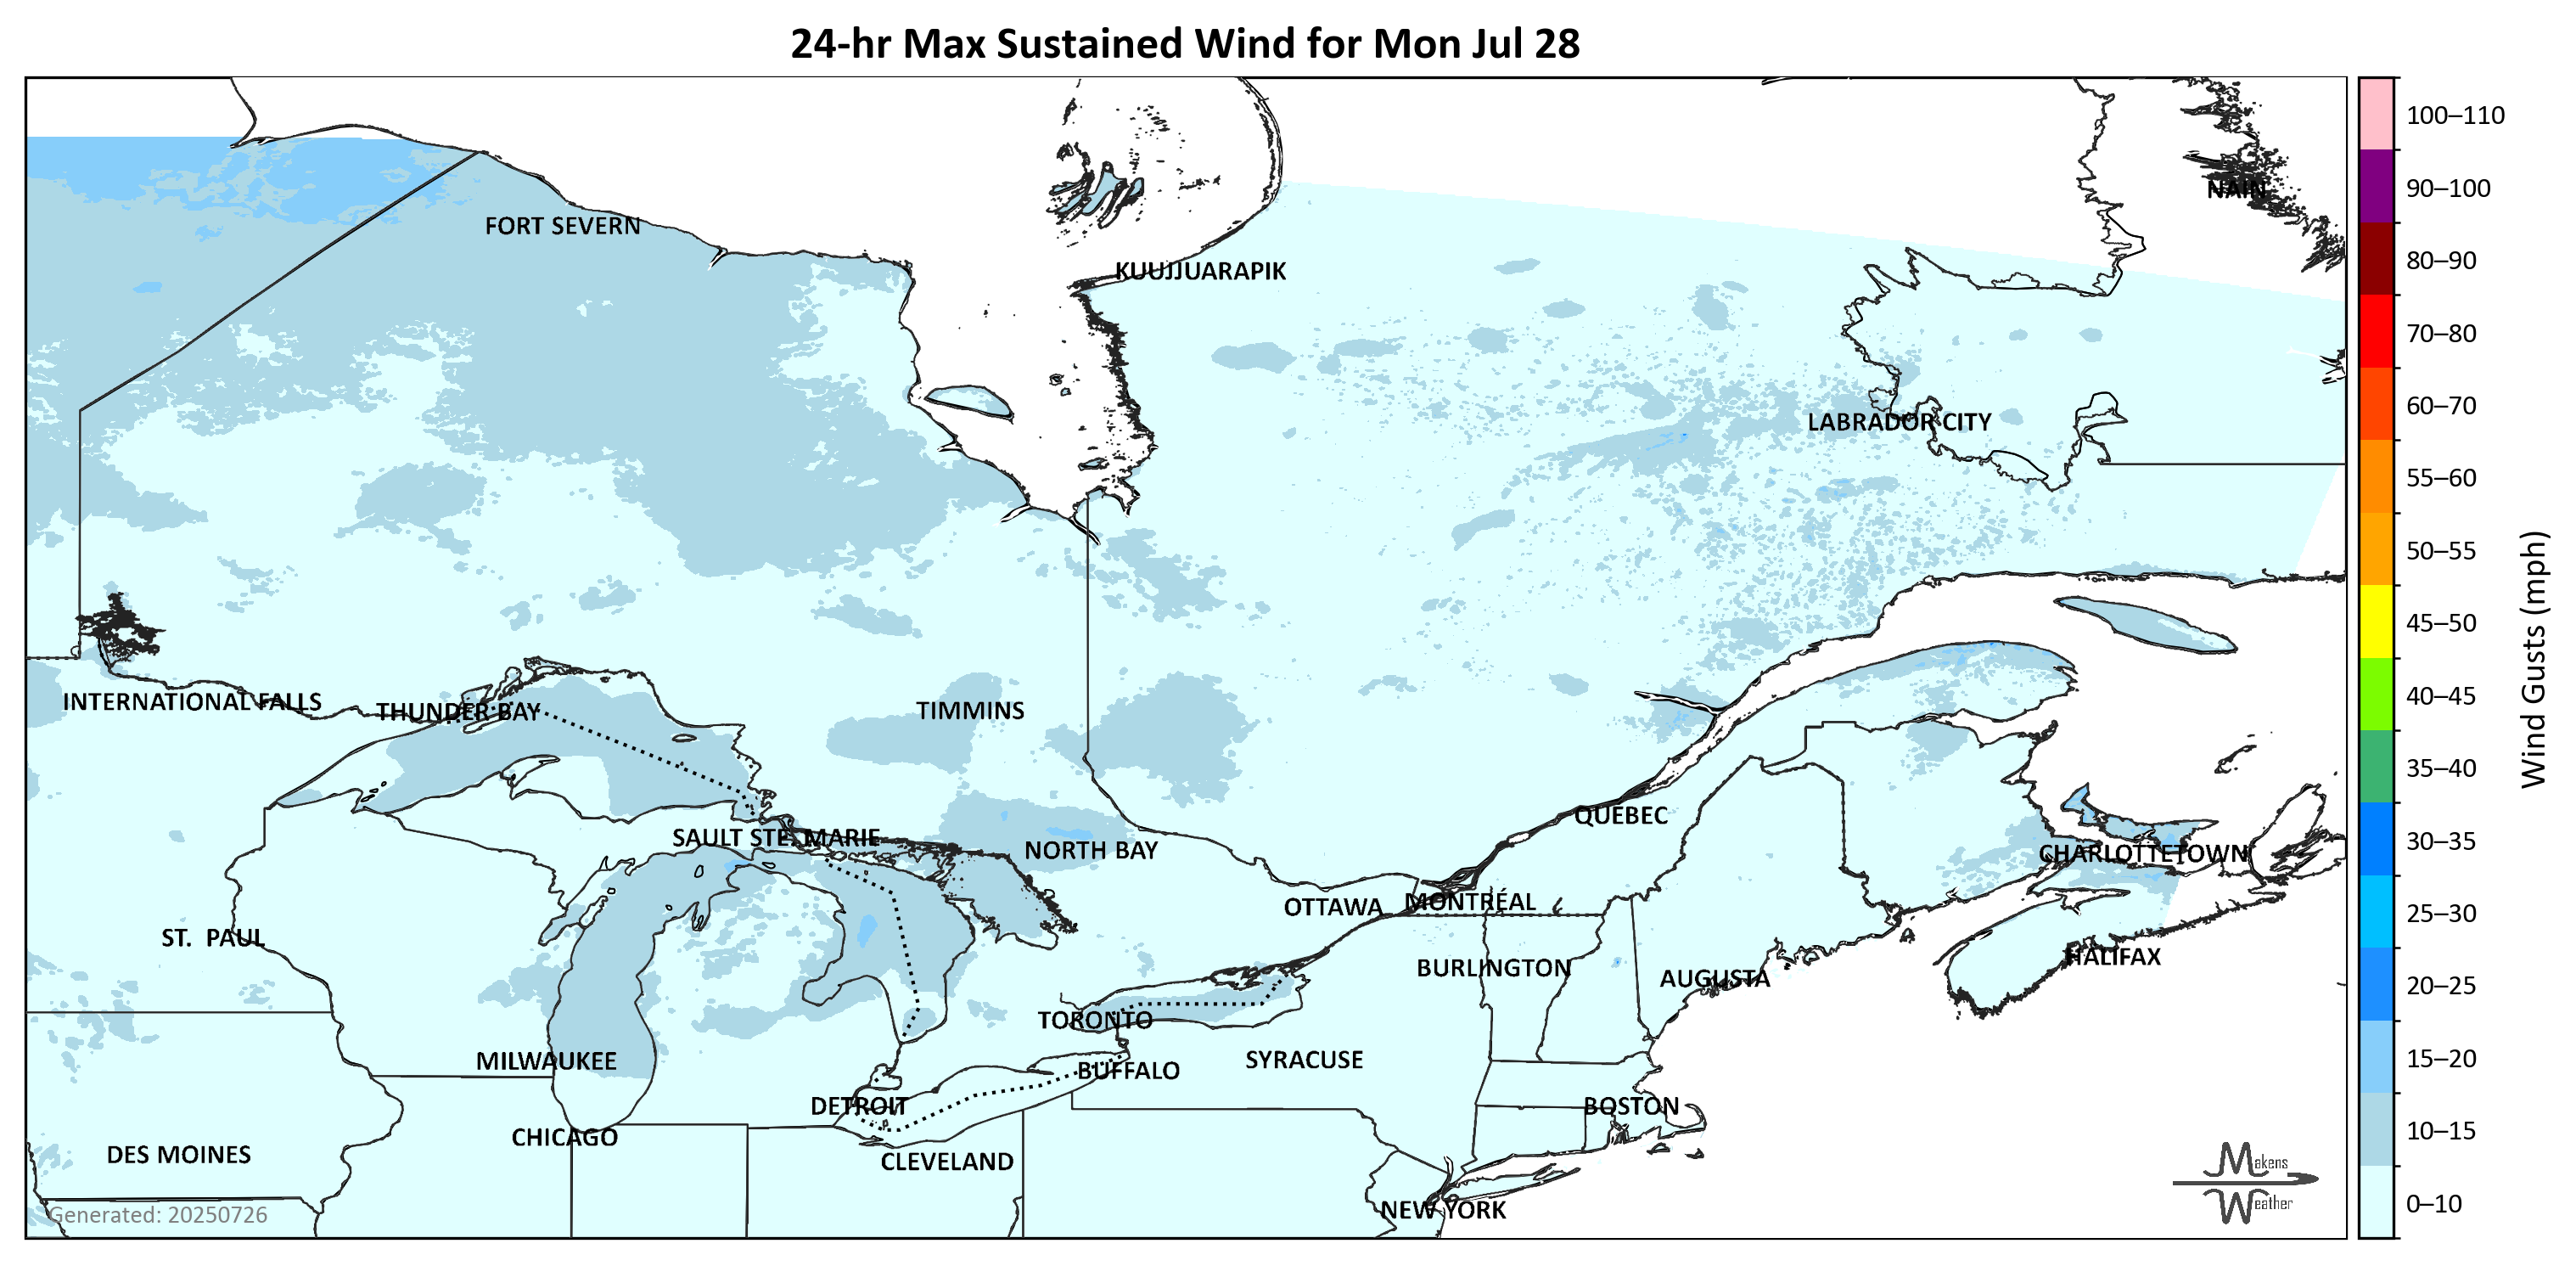 24-hr Max Sustained Wind for Mon Jul 28
100–110
90–100
NAIN
FORT SEVERN
80–90
KUUJJUARAPIK
70–80
60–70
LABRADOR CITY
55–60
50–55
45–50
Wind Gusts (mph)
40–45
INTERNATIONAL FALLS
THUNDER BAY
TIMMINS
35–40
QUÉBEC
30–35
SAULT STE. MARIE
NORTH BAY
CHARLOTTETOWN
OTTAWA
MONTRÉAL
25–30
ST. PAUL
HALIFAX
BURLINGTON
AUGUSTA
20–25
TORONTO
MILWAUKEE
SYRACUSE
15–20
BUFFALO
DETROIT
BOSTON
10–15
CHICAGO
DES MOINES
CLEVELAND
Makens
Weather
0–10
NEW YORK
Generated: 20250726